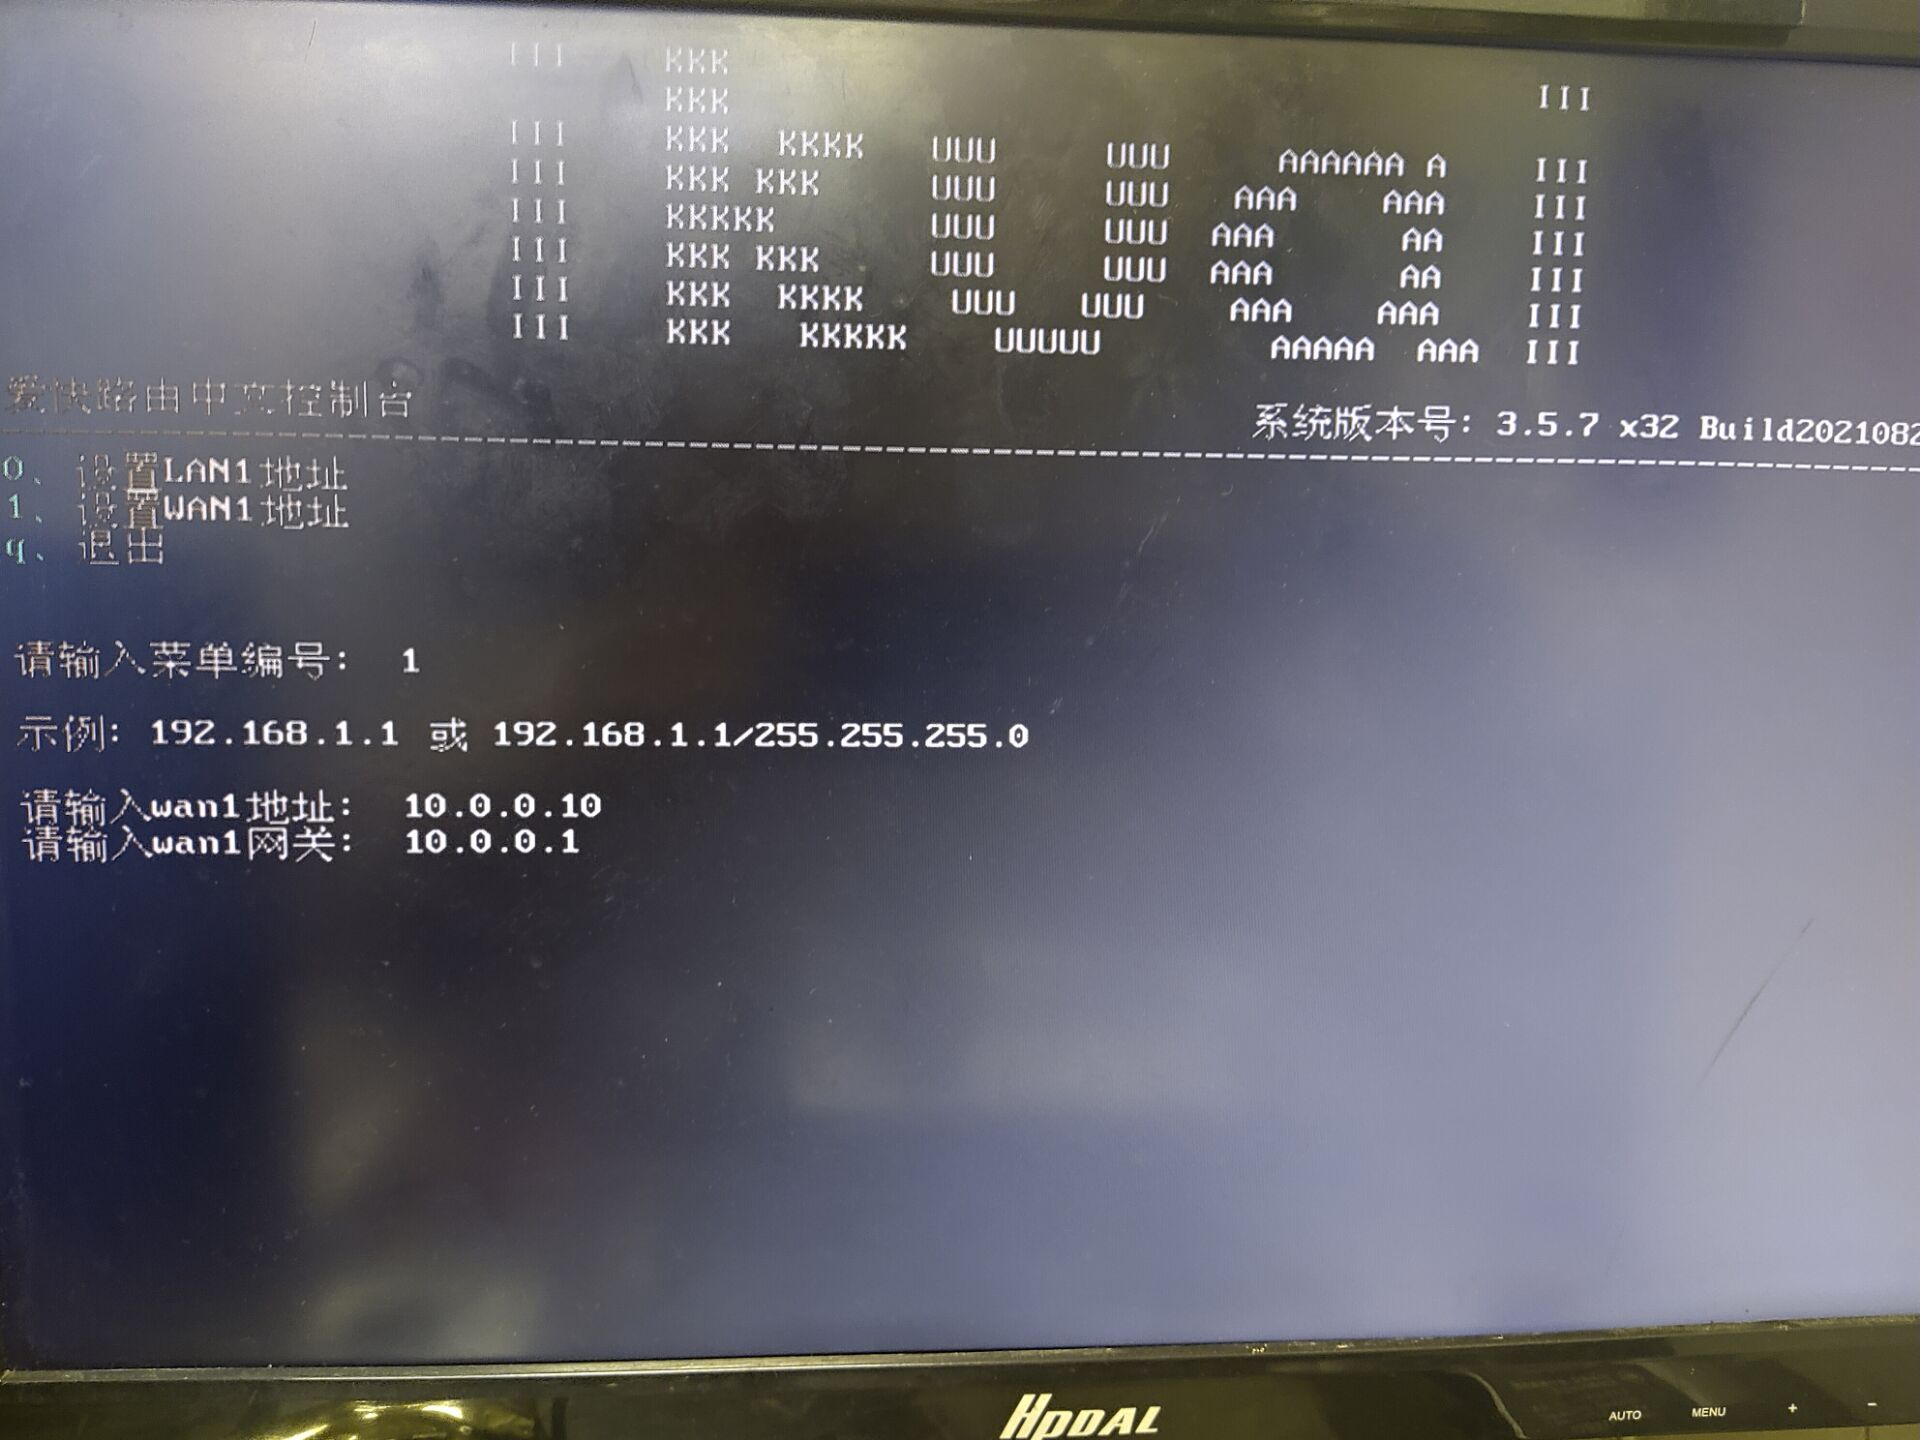 III KKK
KKK III
III KKK KKKK UUU UUU AAAAAA A III
III KKK KKK UUU UUU AAA AAA III
III KKKKK UUU UUU AAA AA III
III KKK KKK UUU UUU AAA AA III
III KKK KKKK UUU UUU AAA AAA III
III KKK KKKKK UUUUU AAAAA AAA III
爱快路由中文控制台
系统版本号: 3.5.7 x32 Build2021082
0、 设置LAN1地址
1、 设置WAN1地址
q、 退出
请输入菜单编号: 1
示例: 192.168.1.1 或 192.168.1.1/255.255.255.0
请输入wan1地址: 10.0.0.10
请输入wan1网关: 10.0.0.1
HPDAL
AUTO MENU + -